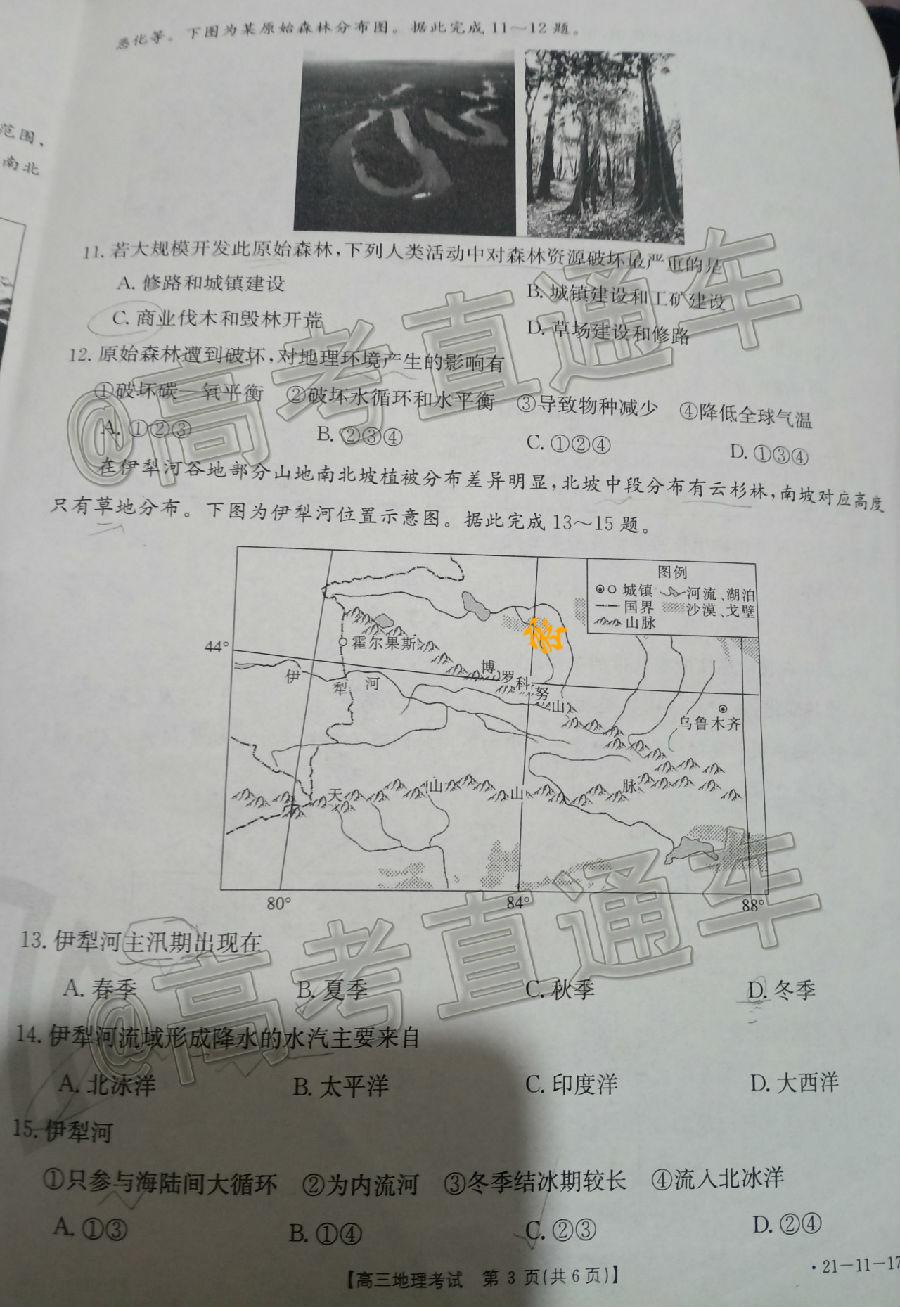 恶化等。下图为某原始森林分布图。据此完成11～12题。
范围，
南北
11. 若大规模开发此原始森林，下列人类活动中对森林资源破坏最严重的是
A. 修路和城镇建设
B. 城镇建设和工矿建设
C. 商业伐木和毁林开荒
D. 草场建设和修路
12. 原始森林遭到破坏，对地理环境产生的影响有
①破坏碳—氧平衡 ②破坏水循环和水平衡 ③导致物种减少 ④降低全球气温
A. ①②③ B. ②③④ C. ①②④ D. ①③④
在伊犁河谷地部分山地南北坡植被分布差异明显，北坡中段分布有云杉林，南坡对应高度
只有草地分布。下图为伊犁河位置示意图。据此完成13～15题。
图例
城镇 河流、湖泊
国界 沙漠、戈壁
山脉
44°
霍尔果斯
伊犁河
博罗科努山
乌鲁木齐
天山山脉
80° 84° 88°
13. 伊犁河主汛期出现在
A. 春季 B. 夏季 C. 秋季 D. 冬季
14. 伊犁河流域形成降水的水汽主要来自
A. 北冰洋 B. 太平洋 C. 印度洋 D. 大西洋
15. 伊犁河
①只参与海陆间大循环 ②为内流河 ③冬季结冰期较长 ④流入北冰洋
A. ①③ B. ①④ C. ②③ D. ②④
【高三地理考试 第3页(共6页)】
·21-11-17
@高考直通车
@高考直通车